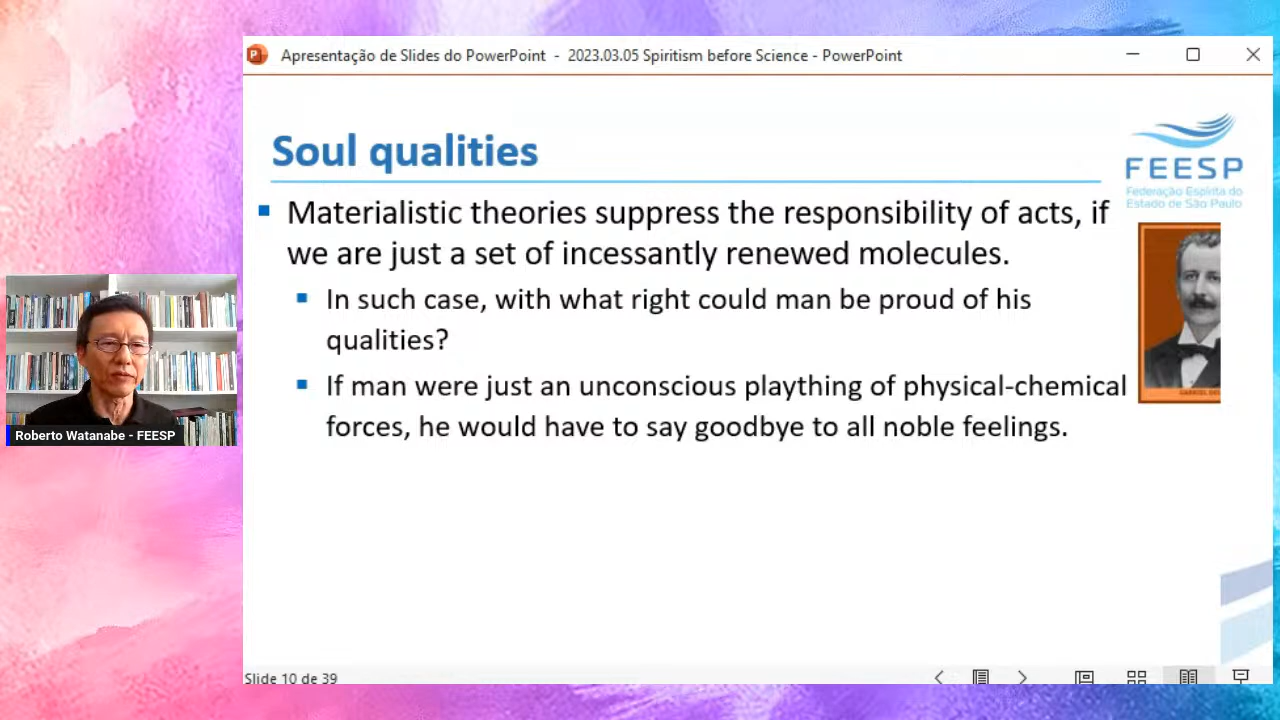 Apresentação de Slides do PowerPoint - 2023.03.05 Spiritism before Science - PowerPoint
Soul qualities
FEESP
Federação Espírita do
Estado de São Paulo
Materialistic theories suppress the responsibility of acts, if
we are just a set of incessantly renewed molecules.
In such case, with what right could man be proud of his
qualities?
If man were just an unconscious plaything of physical-chemical
forces, he would have to say goodbye to all noble feelings.
Roberto Watanabe - FEESP
Slide 10 de 39